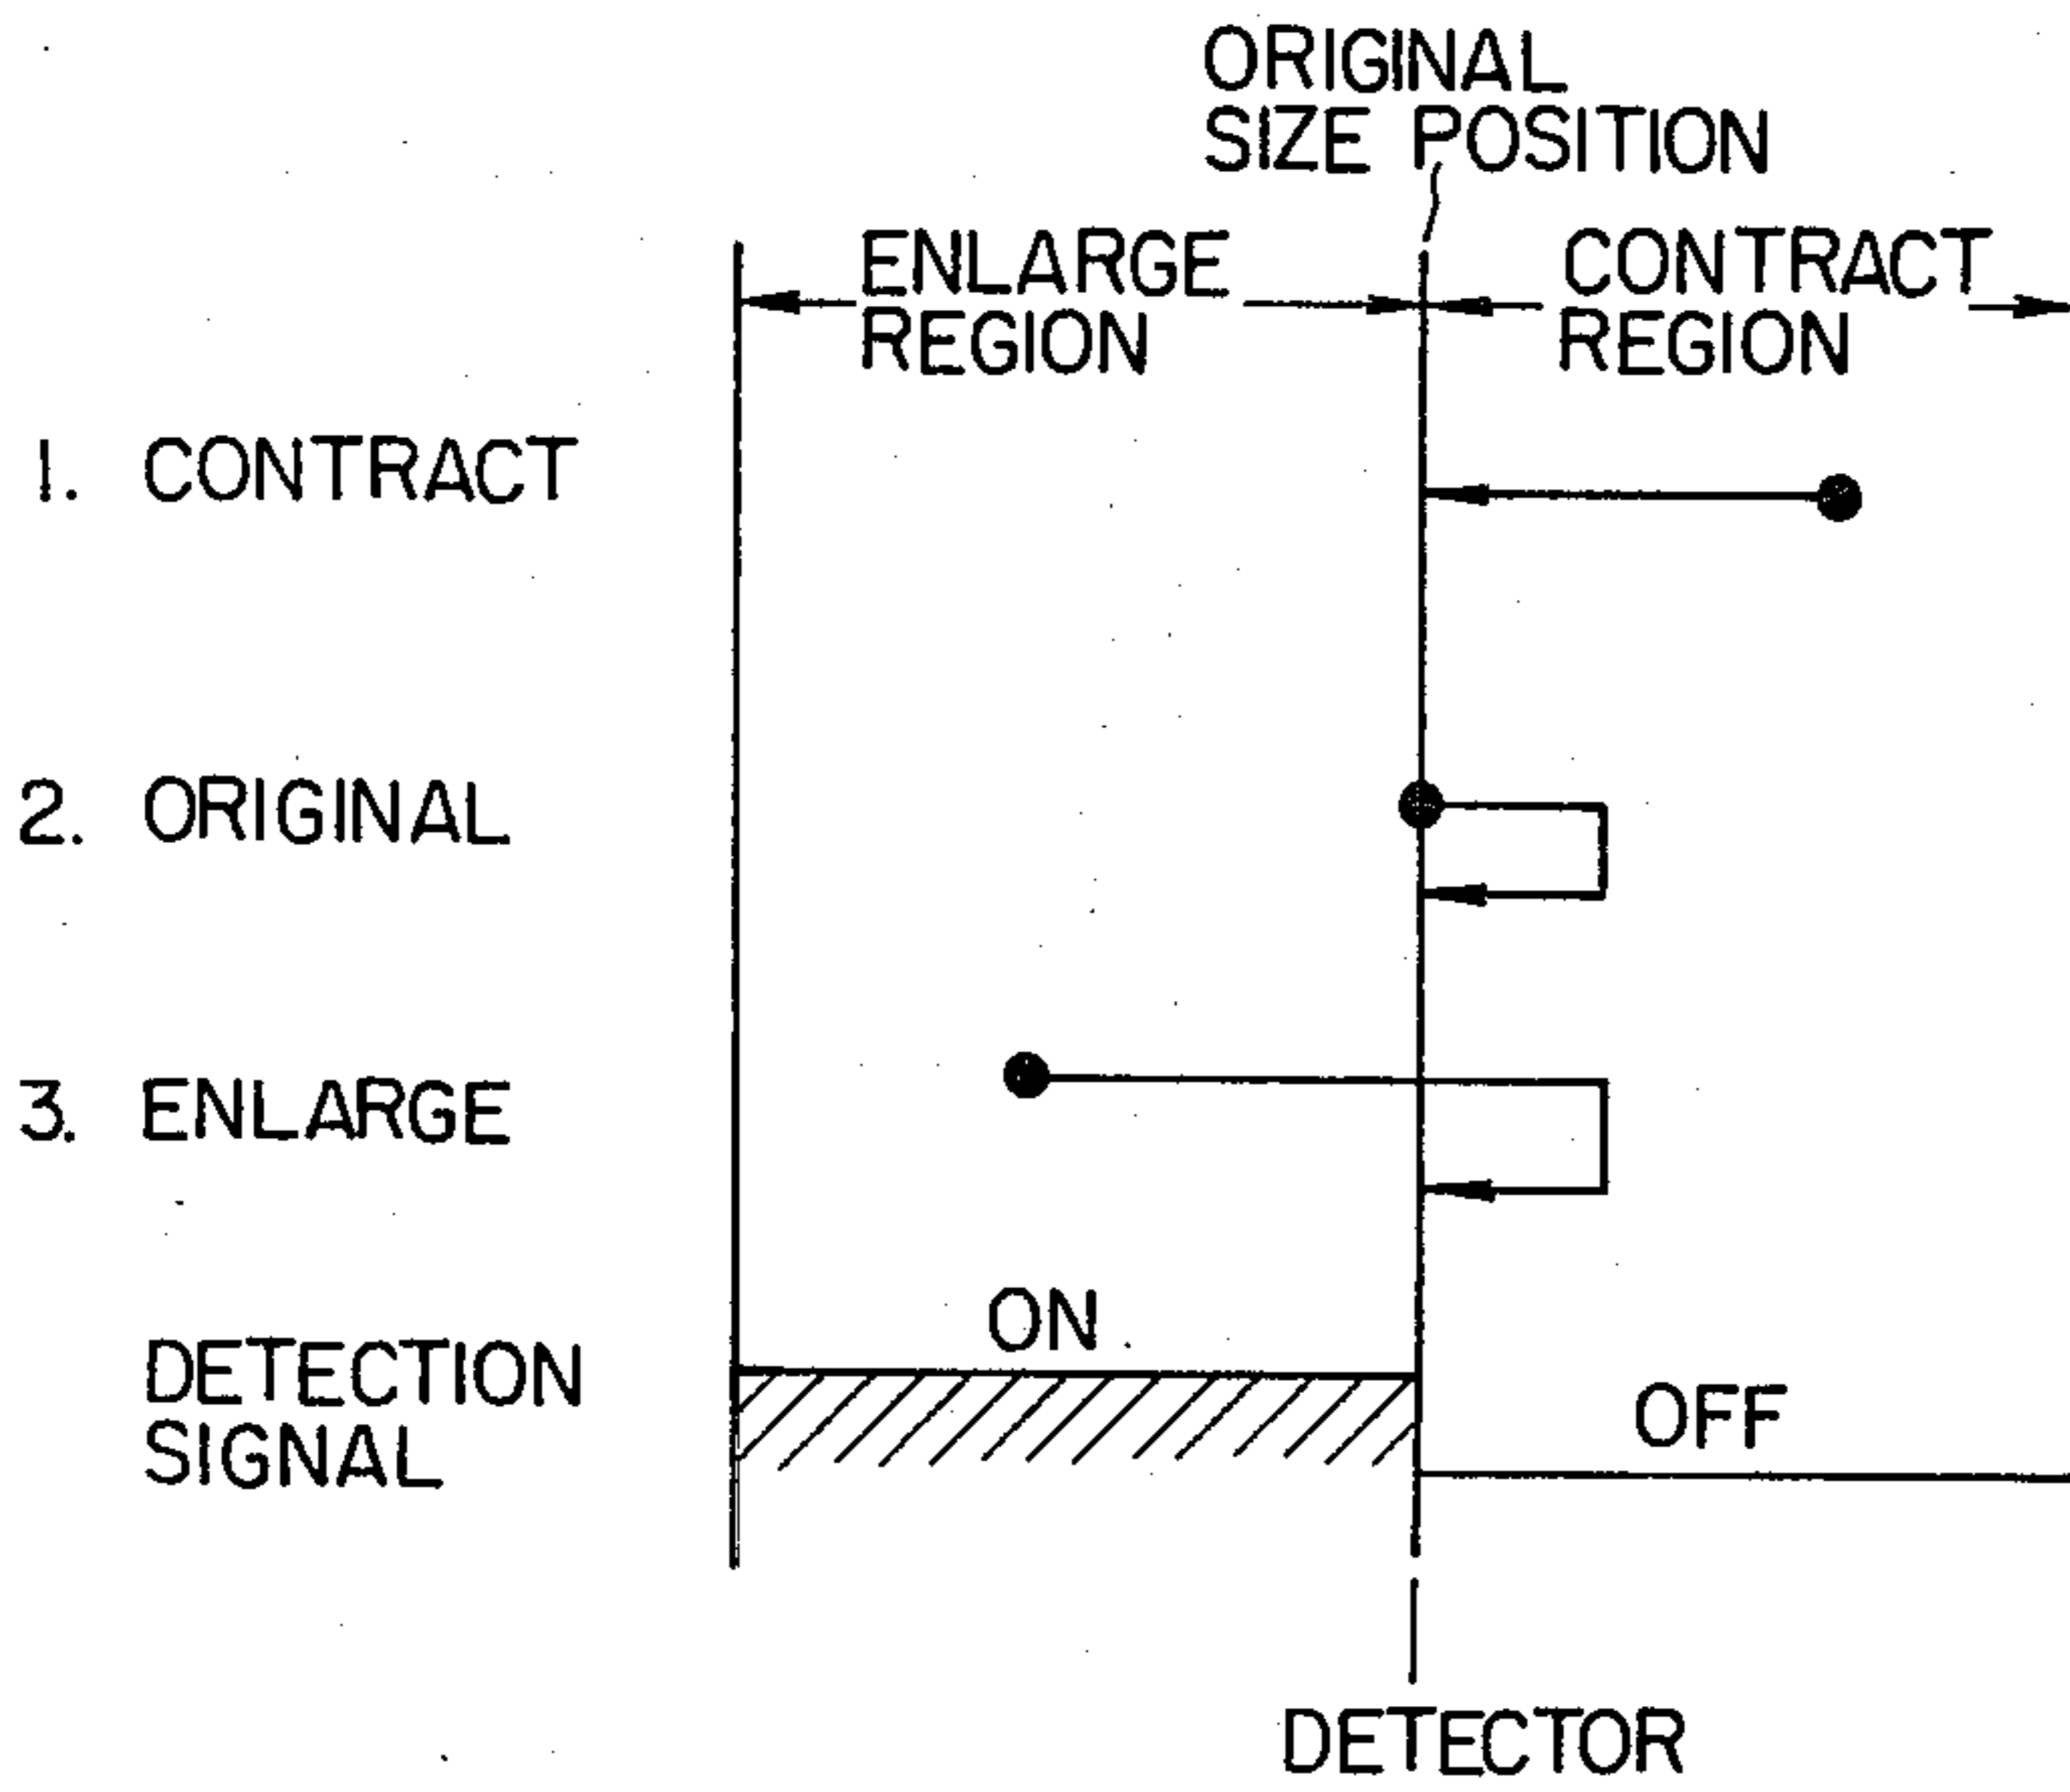 ORIGINAL
SIZE POSITION
ENLARGE
REGION
CONTRACT
REGION
1. CONTRACT
2. ORIGINAL
3. ENLARGE
ON
DETECTION
SIGNAL
OFF
DETECTOR